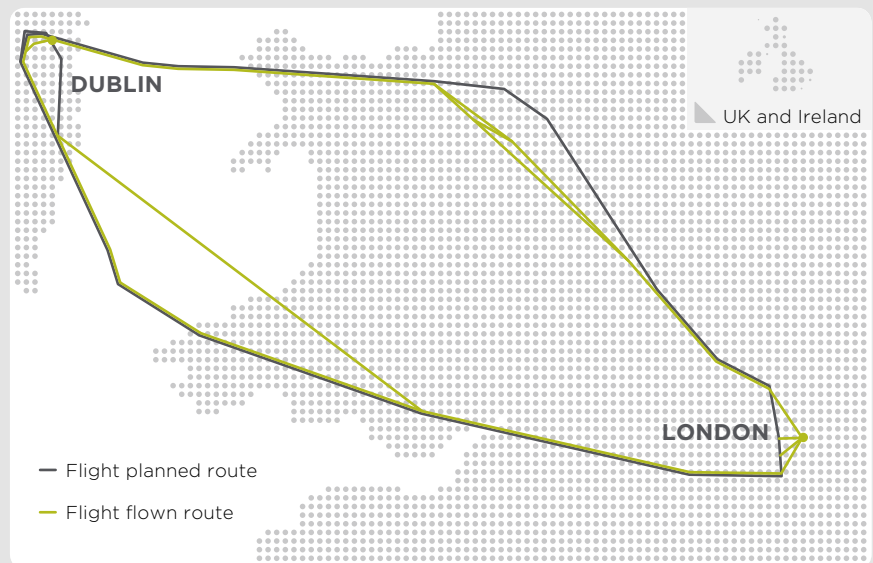 DUBLIN
UK and Ireland
LONDON
Flight planned route
Flight flown route